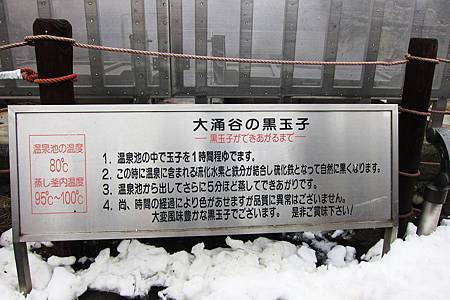 大涌谷の黒玉子
黒玉子ができあがるまで
温泉池の温度
80℃
蒸し釜内温度
95℃~100℃
1. 温泉池の中で玉子を1時間程ゆでます。
2. この時に温泉に含まれる硫化水素と鉄分が結合し硫化鉄となって自然に黒くなります。
3. 温泉池から出してさらに5分ほど蒸してできあがりです。
4. 尚、時間の経過により色があせますが品質に異常はございません。
大変風味豊かな黒玉子でございます。 是非ご賞味下さい!